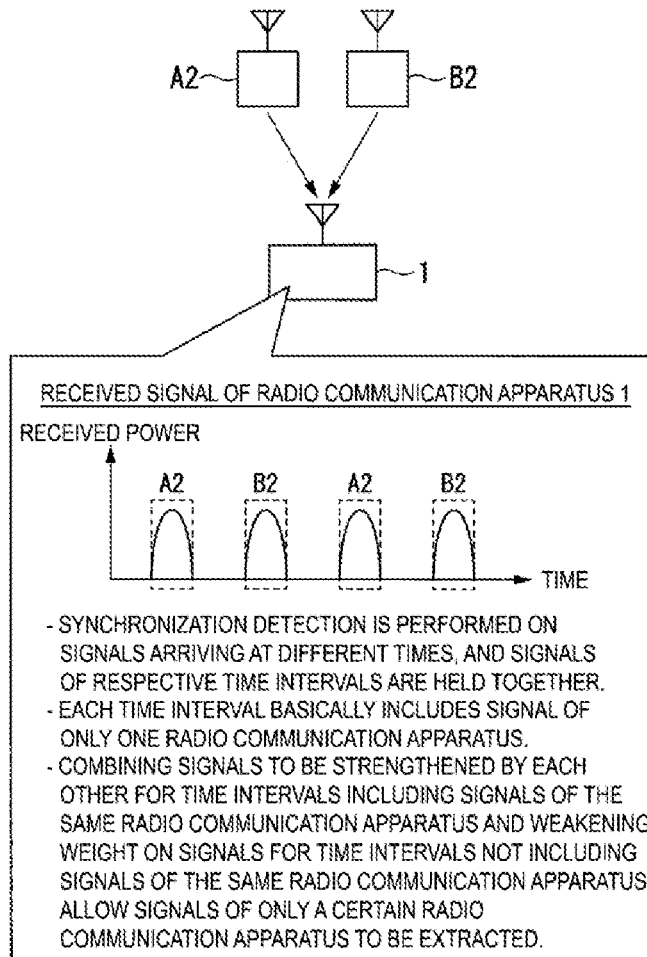 A2
B2
1
RECEIVED SIGNAL OF RADIO COMMUNICATION APPARATUS 1
RECEIVED POWER
A2 B2 A2 B2
TIME
- SYNCHRONIZATION DETECTION IS PERFORMED ON
SIGNALS ARRIVING AT DIFFERENT TIMES, AND SIGNALS
OF RESPECTIVE TIME INTERVALS ARE HELD TOGETHER.
- EACH TIME INTERVAL BASICALLY INCLUDES SIGNAL OF
ONLY ONE RADIO COMMUNICATION APPARATUS.
- COMBINING SIGNALS TO BE STRENGTHENED BY EACH
OTHER FOR TIME INTERVALS INCLUDING SIGNALS OF THE
SAME RADIO COMMUNICATION APPARATUS AND WEAKENING
WEIGHT ON SIGNALS FOR TIME INTERVALS NOT INCLUDING
SIGNALS OF THE SAME RADIO COMMUNICATION APPARATUS
ALLOW SIGNALS OF ONLY A CERTAIN RADIO
COMMUNICATION APPARATUS TO BE EXTRACTED.